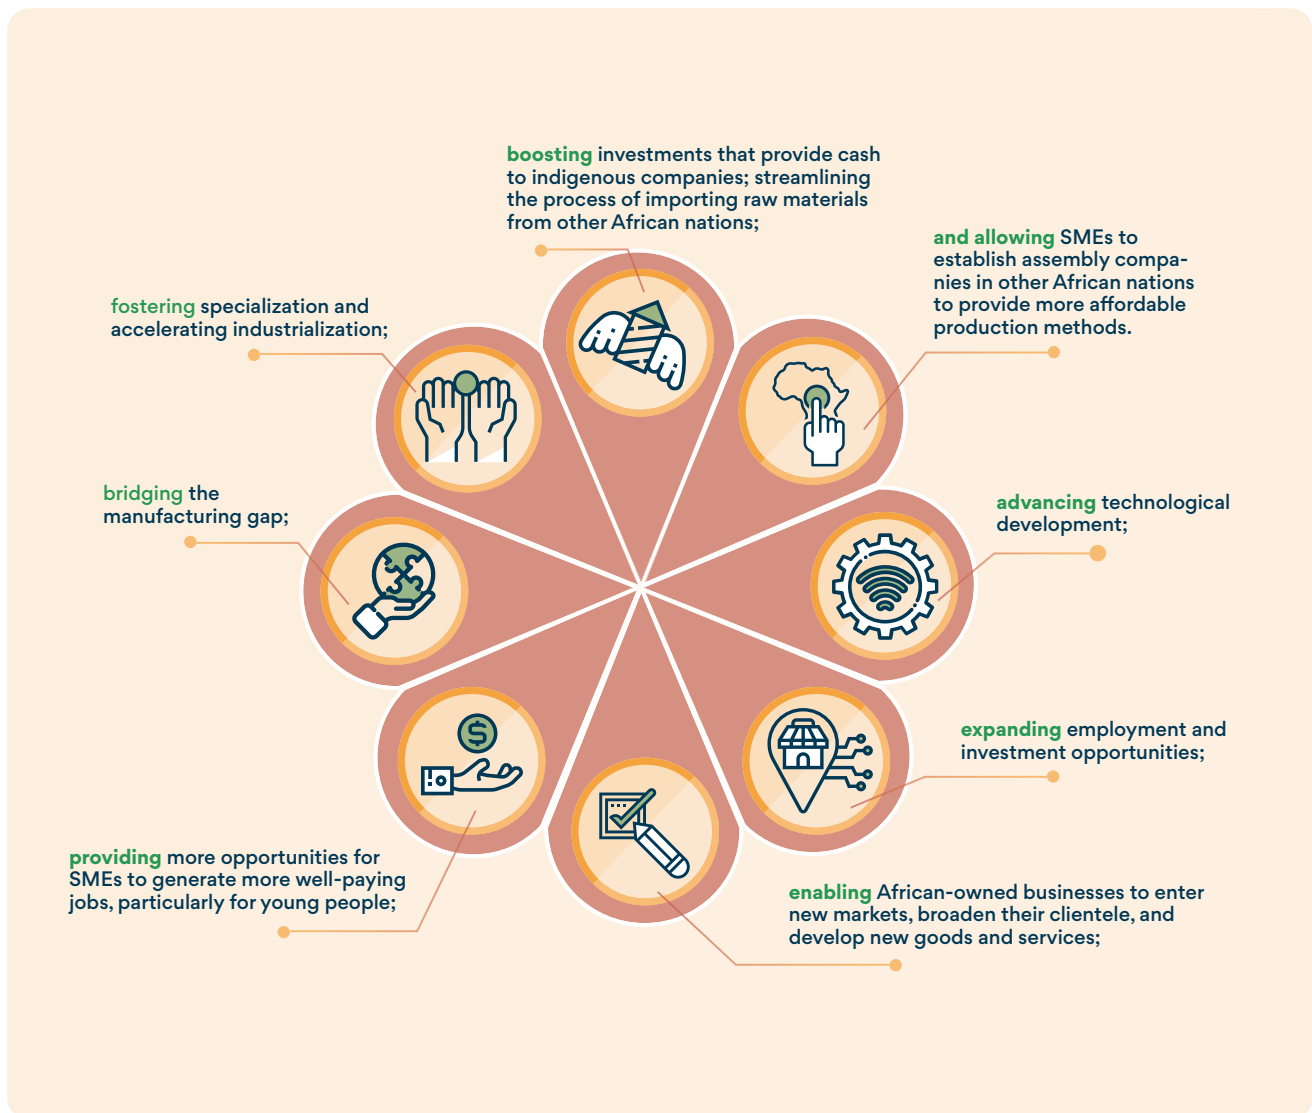 boosting investments that provide cash
to indigenous companies; streamlining
the process of importing raw materials
from other African nations;
and allowing SMEs to
establish assembly compa-
nies in other African nations
to provide more affordable
production methods.
fostering specialization and
accelerating industrialization;
bridging the
manufacturing gap;
advancing technological
development;
expanding employment and
investment opportunities;
providing more opportunities for
SMEs to generate more well-paying
jobs, particularly for young people;
enabling African-owned businesses to enter
new markets, broaden their clientele, and
develop new goods and services;
$